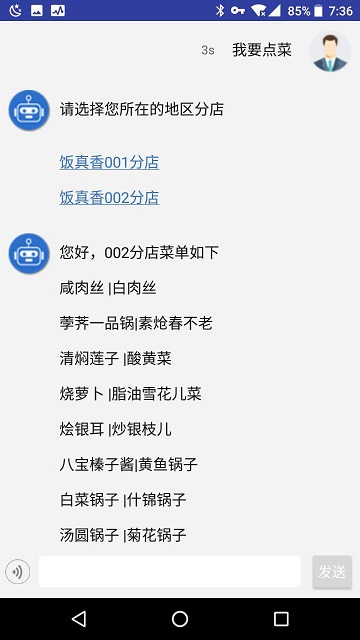 85% 7:36
3s 我要点菜
请选择您所在的地区分店
饭真香001分店
饭真香002分店
您好，002分店菜单如下
咸肉丝 |白肉丝
荸荠一品锅|素炝春不老
清焖莲子 |酸黄菜
烧萝卜 |脂油雪花儿菜
烩银耳 |炒银枝儿
八宝榛子酱|黄鱼锅子
白菜锅子 |什锦锅子
汤圆锅子 |菊花锅子
发送